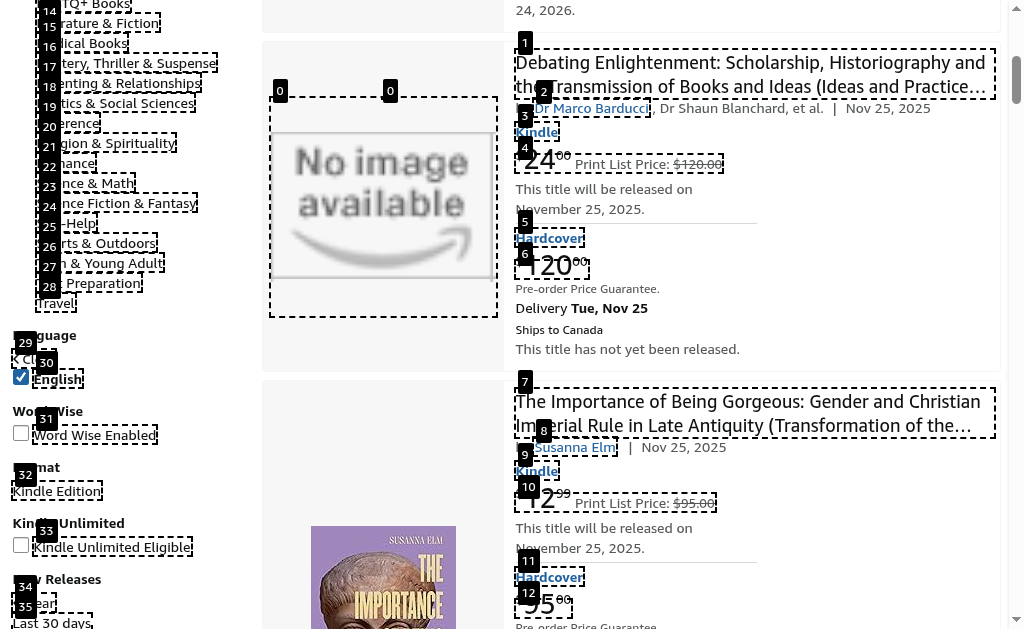 TQ+ Books
14
15 rature & Fiction
16 dical Books
17 tery, Thriller & Suspense
18 enting & Relationships
19 tics & Social Sciences
20 erence
21 gion & Spirituality
22 mance
23 nce & Math
24 nce Fiction & Fantasy
25 -Help
26 rts & Outdoors
27 n & Young Adult
28 t Preparation
Travel
guage
29
30
English
Word Wise
31
Word Wise Enabled
mat
32
Kindle Edition
Kin Unlimited
33
Kindle Unlimited Eligible
w Releases
34
35 ear
Last 30 days
24, 2026.
0 0
No image
available
1
Debating Enlightenment: Scholarship, Historiography and
the Transmission of Books and Ideas (Ideas and Practice…
2
Dr Marco Barducci, Dr Shaun Blanchard, et al. | Nov 25, 2025
3
Kindle
4
24 00 Print List Price: $120.00
This title will be released on
November 25, 2025.
5
Hardcover
6
120 00
Pre-order Price Guarantee.
Delivery Tue, Nov 25
Ships to Canada
This title has not yet been released.
7
The Importance of Being Gorgeous: Gender and Christian
Imperial Rule in Late Antiquity (Transformation of the…
8
Susanna Elm | Nov 25, 2025
9
Kindle
10
12 99 Print List Price: $95.00
This title will be released on
November 25, 2025.
11
Hardcover
12
95 00
Pre-order Price Guarantee.
SUSANNA ELM
THE
IMPORTANCE